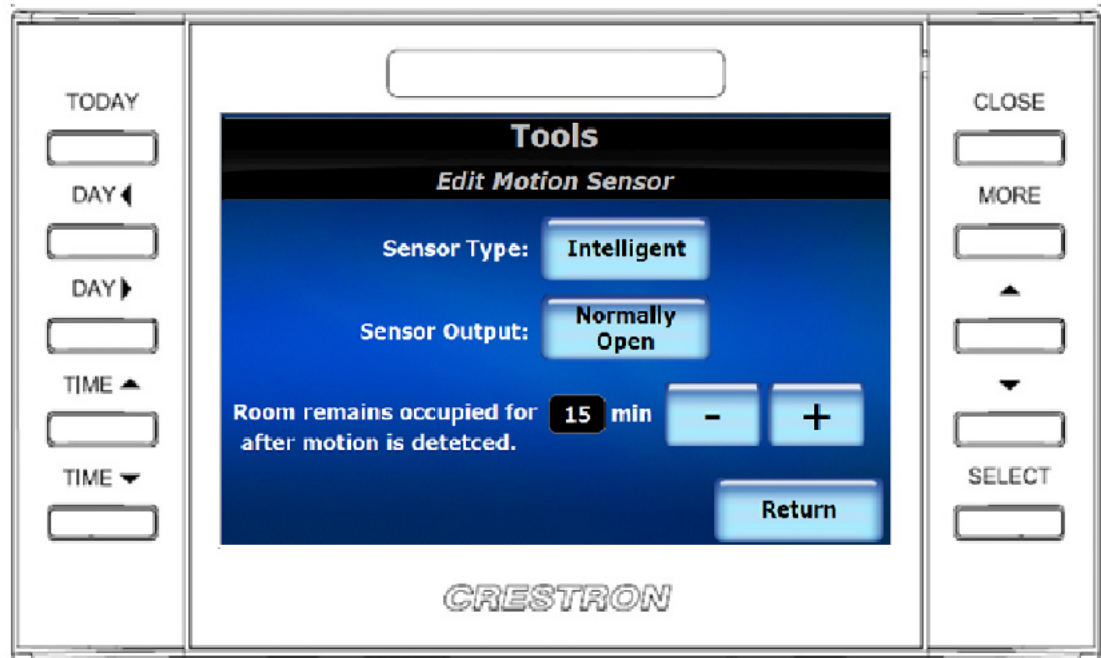 TODAY
DAY ◀
DAY ▶
TIME ▲
TIME ▼
Tools
Edit Motion Sensor
Sensor Type: Intelligent
Sensor Output: Normally Open
Room remains occupied for 15 min - +
after motion is detetced.
Return
CRESTRON
CLOSE
MORE
▲
▼
SELECT